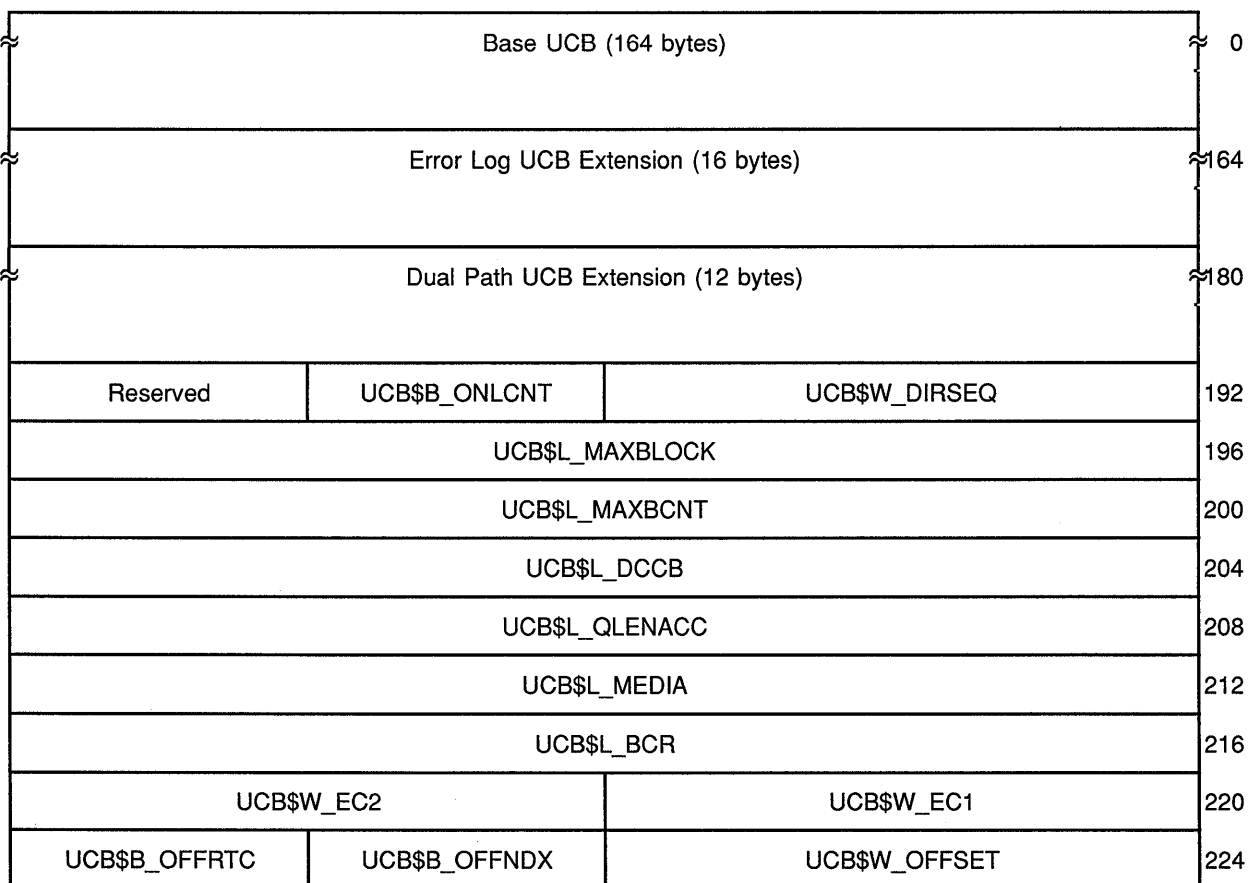 Base UCB (164 bytes) 0
Error Log UCB Extension (16 bytes) 164
Dual Path UCB Extension (12 bytes) 180
Reserved UCB$B_ONLCNT UCB$W_DIRSEQ 192
UCB$L_MAXBLOCK 196
UCB$L_MAXBCNT 200
UCB$L_DCCB 204
UCB$L_QLENACC 208
UCB$L_MEDIA 212
UCB$L_BCR 216
UCB$W_EC2 UCB$W_EC1 220
UCB$B_OFFRTC UCB$B_OFFNDX UCB$W_OFFSET 224